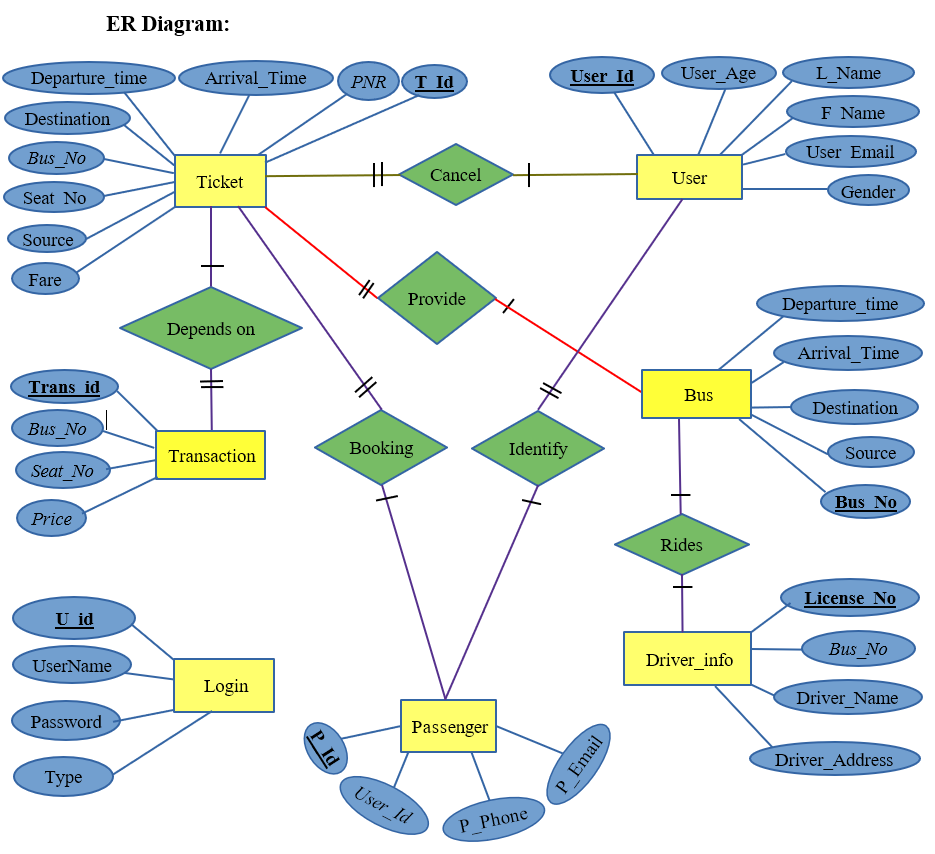 ER Diagram:
Departure_time
Arrival_Time
PNR
T_Id
User_Id
User_Age
L_Name
Destination
F_Name
Bus_No
User_Email
Seat_No
Ticket
Cancel
User
Gender
Source
Fare
Provide
Departure_time
Depends on
Arrival_Time
Trans_id
Bus
Destination
Bus_No
Booking
Identify
Source
Seat_No
Transaction
Bus_No
Price
Rides
License_No
U_id
Bus_No
UserName
Driver_info
Login
Driver_Name
Password
Passenger
P_Id
P_Email
Driver_Address
Type
User_Id
P_Phone